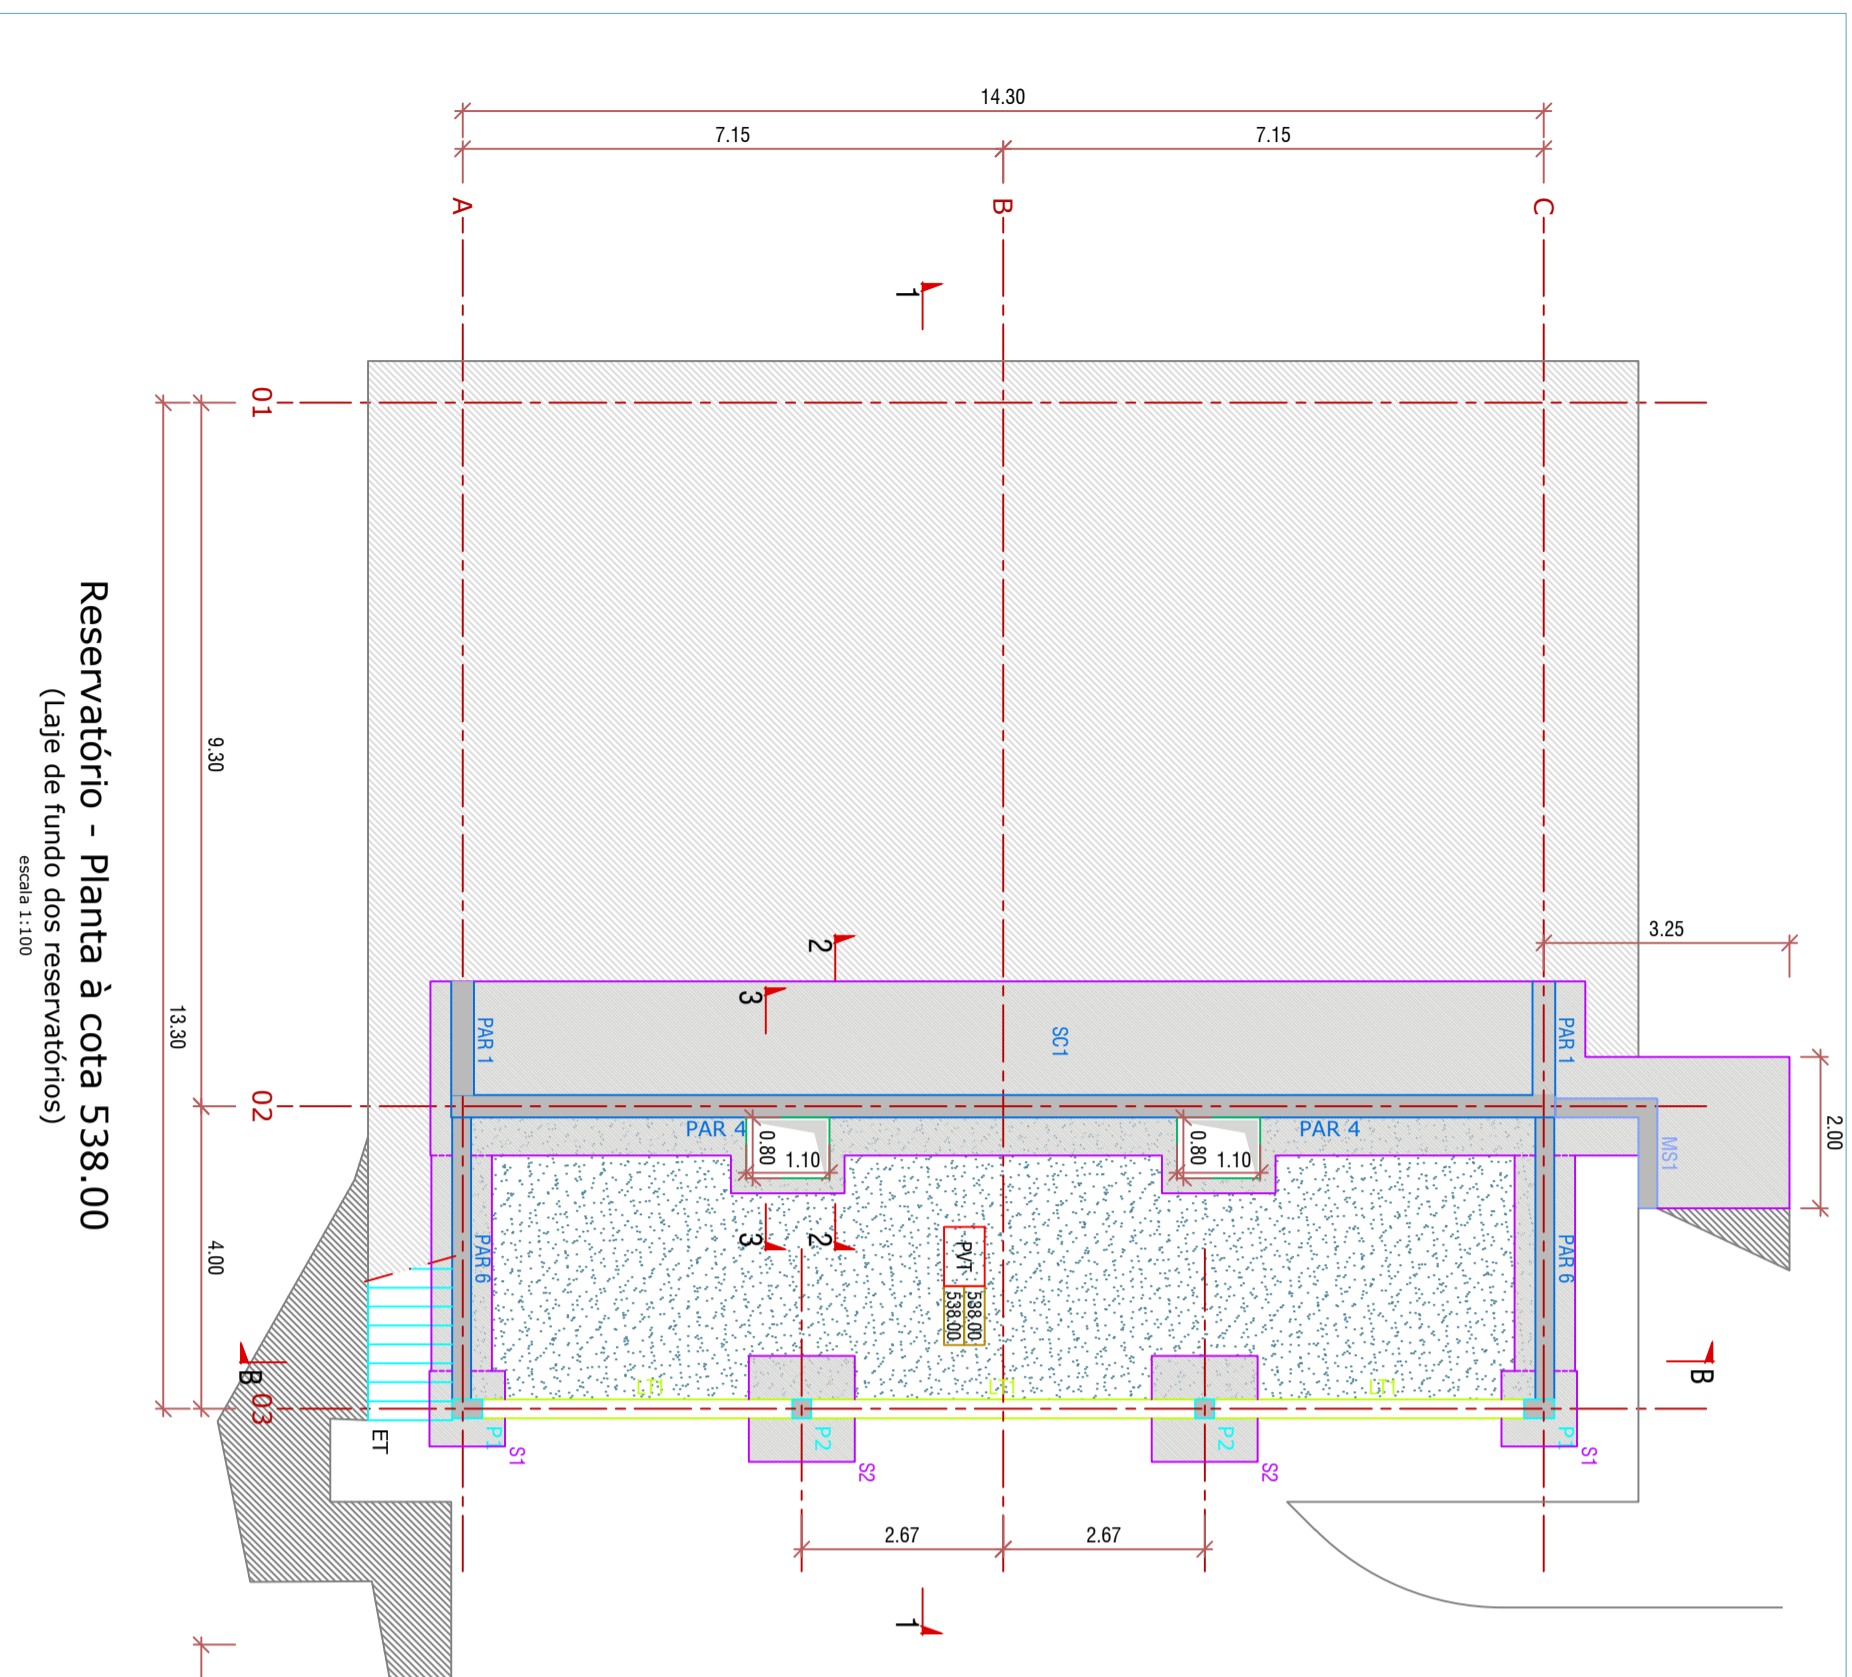 14.30
7.15
7.15
A
B
C
1
01
9.30
13.30
02
4.00
03
3.25
2.00
2
3
PAR 1
SC1
PAR 1
PAR 4
0.80
1.10
PAR 4
0.80
1.10
MS1
3
2
PVT
538.00
538.00
PAR 6
PAR 6
B
B
LT1
LT1
LT1
ET
P1
S1
P2
S2
P2
S2
P1
S1
2.67
2.67
1
Reservatório - Planta à cota 538.00
(Laje de fundo dos reservatórios)
escala 1:100